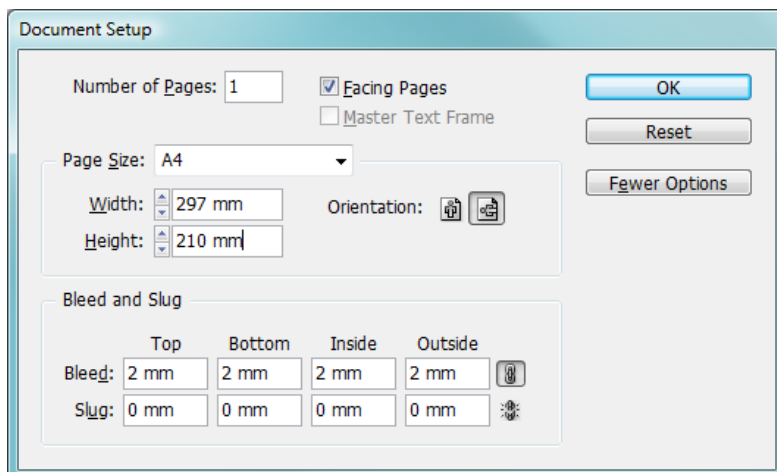 Document Setup
Number of Pages: 1
Facing Pages
OK
Master Text Frame
Reset
Page Size: A4
Fewer Options
Width: 297 mm
Orientation:
Height: 210 mm
Bleed and Slug
Top Bottom Inside Outside
Bleed: 2 mm 2 mm 2 mm 2 mm
Slug: 0 mm 0 mm 0 mm 0 mm